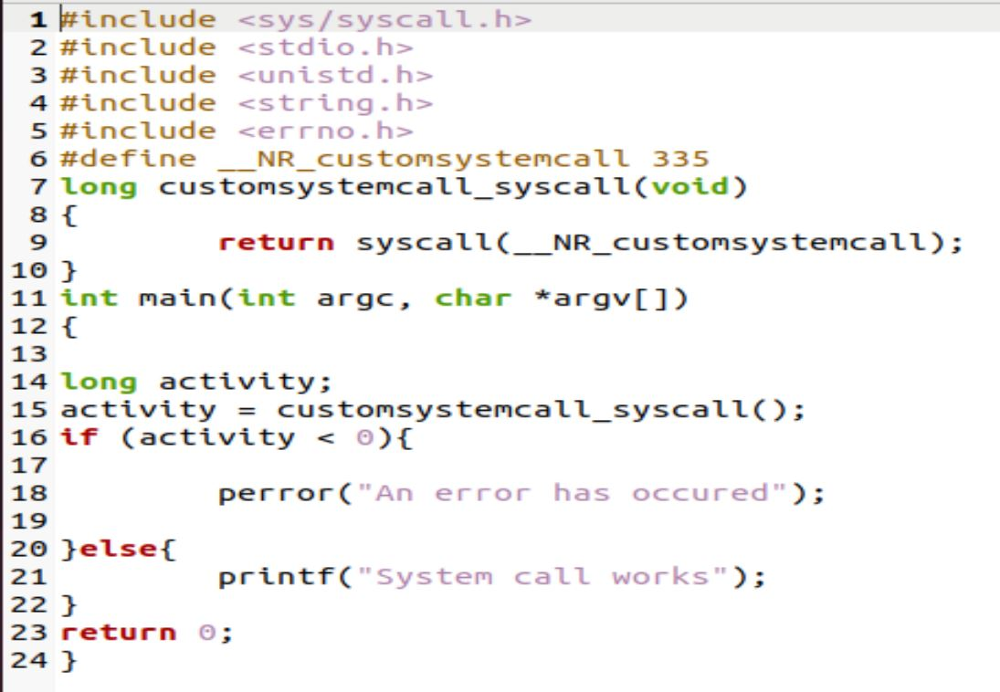 1 #include <sys/syscall.h>
2 #include <stdio.h>
3 #include <unistd.h>
4 #include <string.h>
5 #include <errno.h>
6 #define __NR_customsystemcall 335
7 long customsystemcall_syscall(void)
8 {
9 return syscall(__NR_customsystemcall);
10 }
11 int main(int argc, char *argv[])
12 {
13
14 long activity;
15 activity = customsystemcall_syscall();
16 if (activity < 0){
17
18 perror("An error has occured");
19
20 }else{
21 printf("System call works");
22 }
23 return 0;
24 }